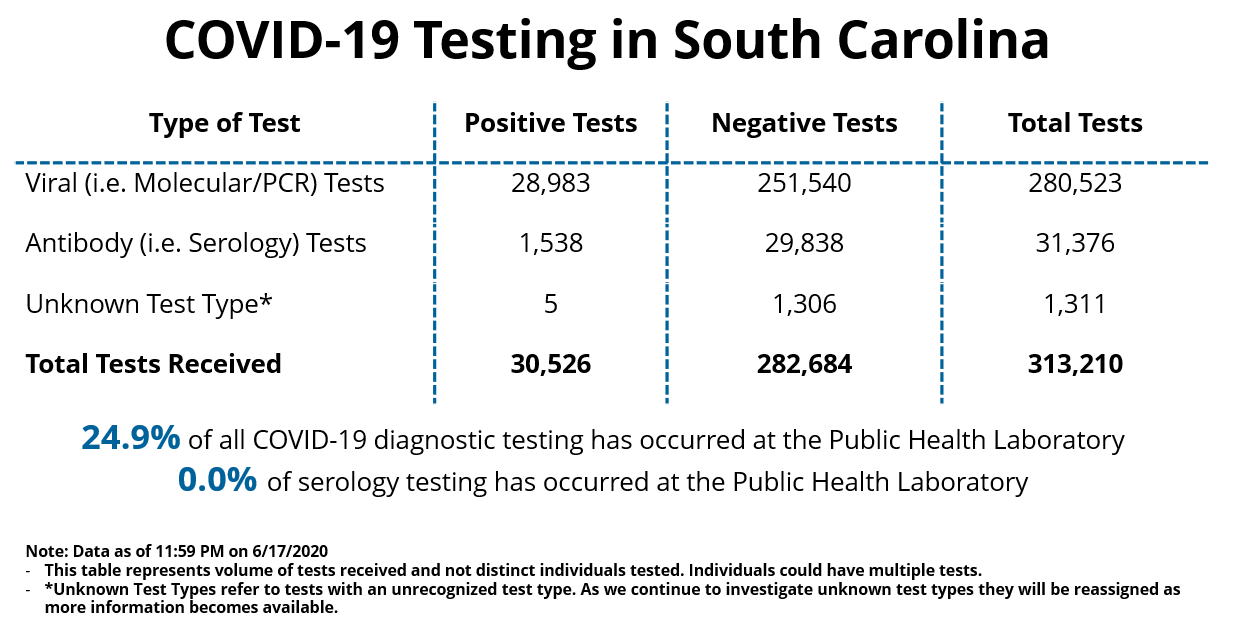 COVID-19 Testing in South Carolina
Type of Test Positive Tests Negative Tests Total Tests
Viral (i.e. Molecular/PCR) Tests 28,983 251,540 280,523
Antibody (i.e. Serology) Tests 1,538 29,838 31,376
Unknown Test Type* 5 1,306 1,311
Total Tests Received 30,526 282,684 313,210
24.9% of all COVID-19 diagnostic testing has occurred at the Public Health Laboratory
0.0% of serology testing has occurred at the Public Health Laboratory
Note: Data as of 11:59 PM on 6/17/2020
- This table represents volume of tests received and not distinct individuals tested. Individuals could have multiple tests.
- *Unknown Test Types refer to tests with an unrecognized test type. As we continue to investigate unknown test types they will be reassigned as
more information becomes available.